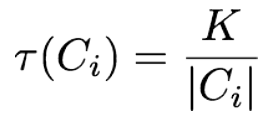 τ(C_i) = K / |C_i|